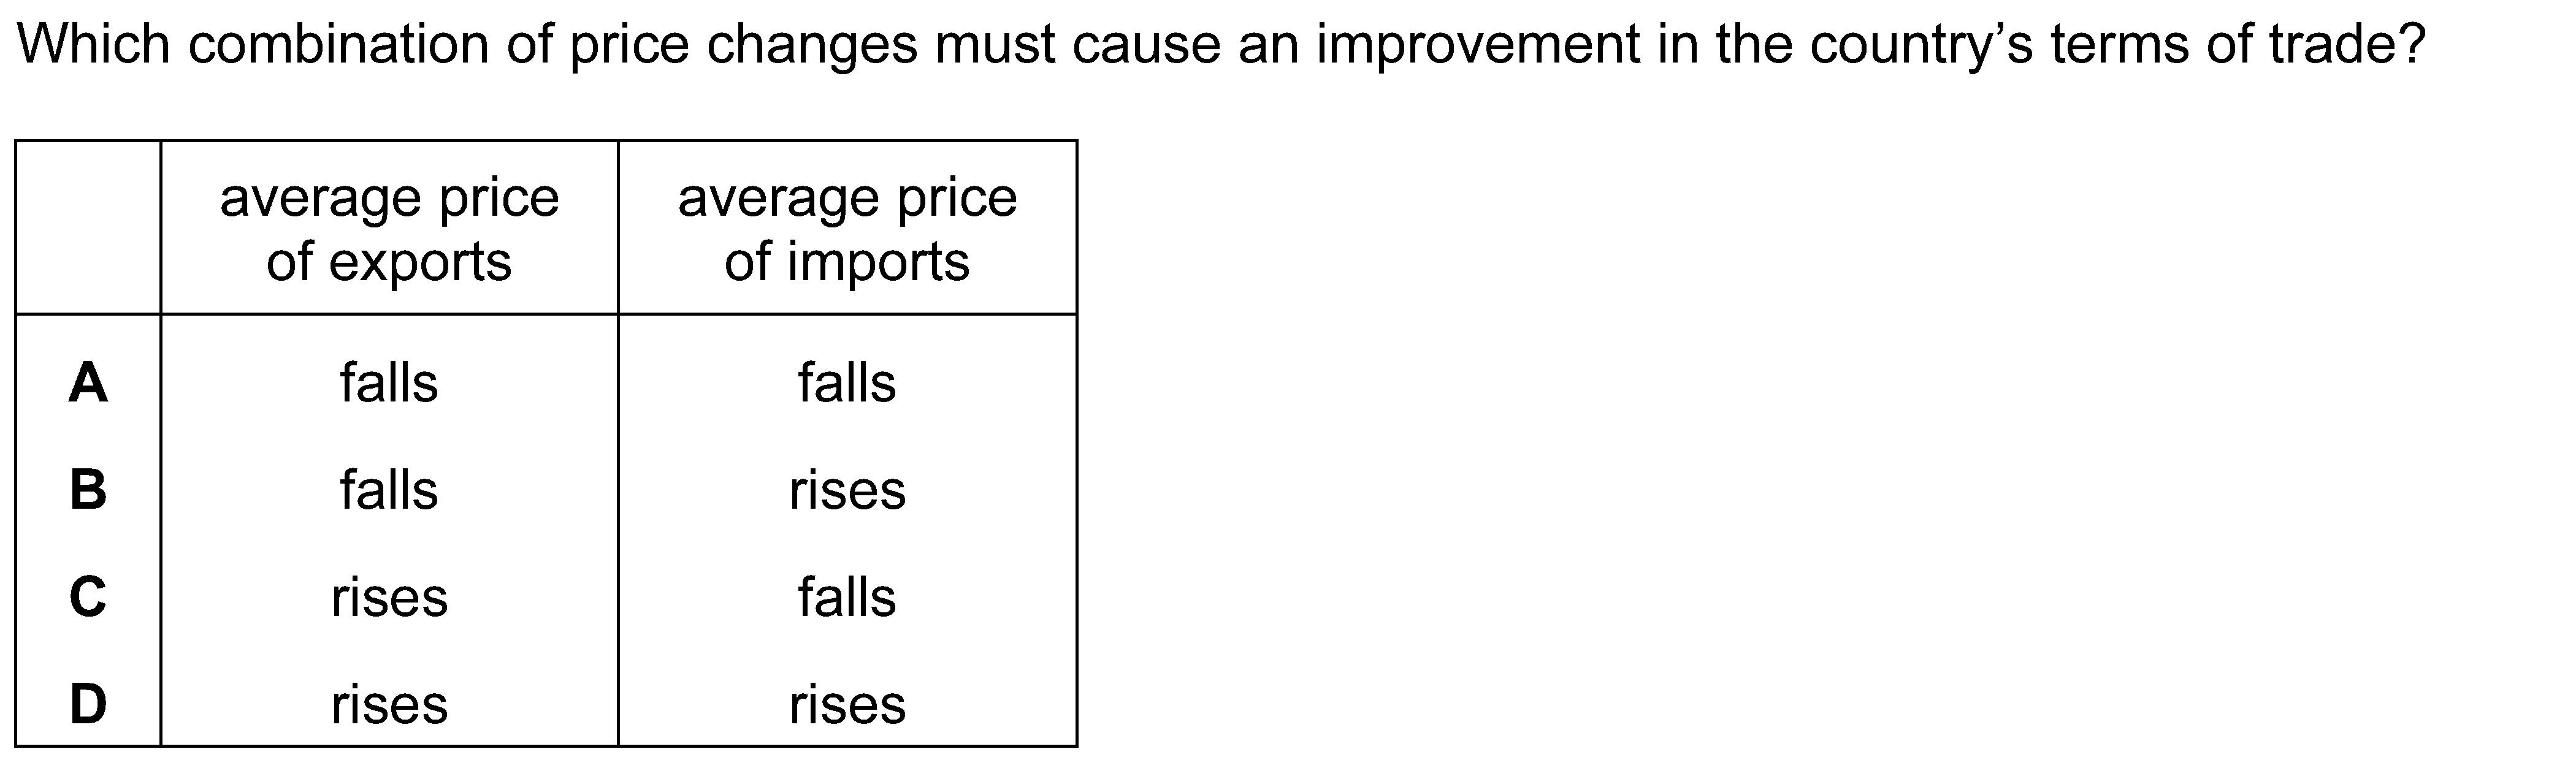 Which combination of price changes must cause an improvement in the country’s terms of trade?
average price of exports average price of imports
A falls falls
B falls rises
C rises falls
D rises rises